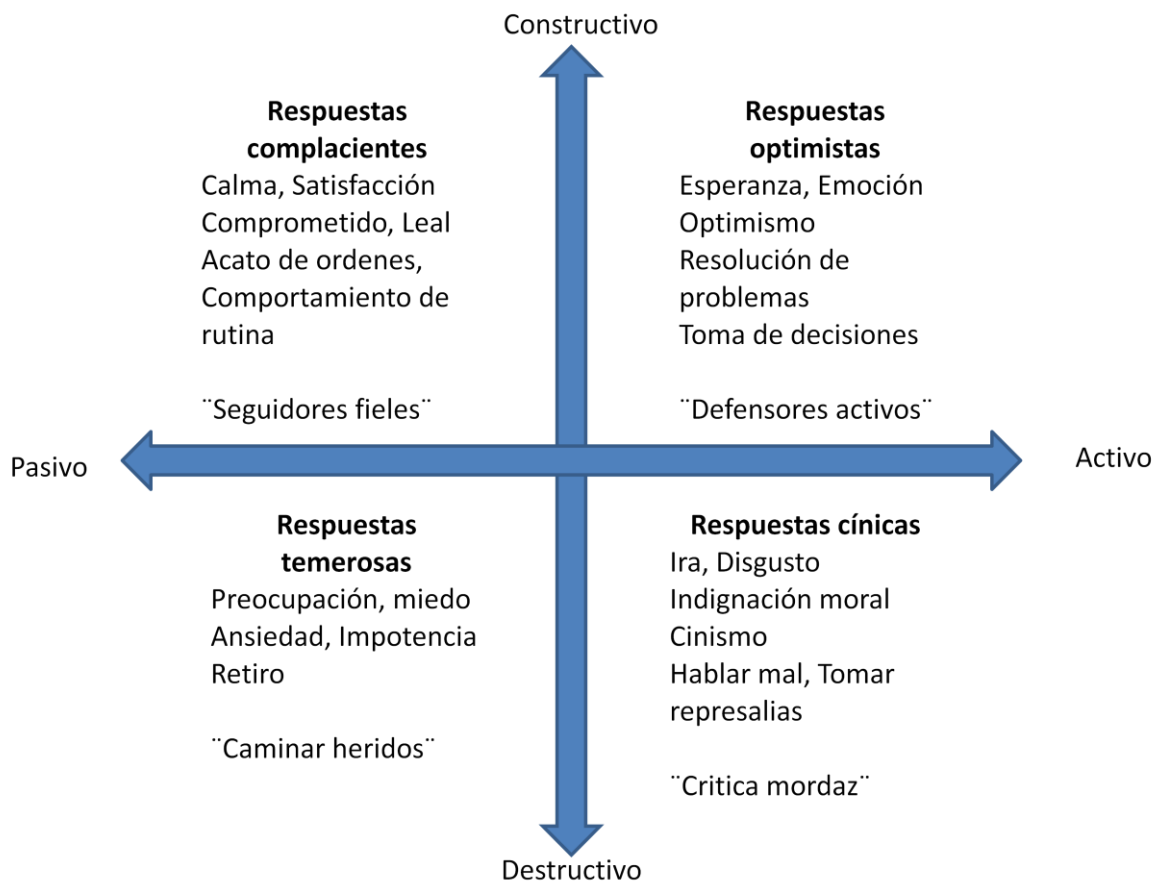 Constructivo
Respuestas
complacientes
Calma, Satisfacción
Comprometido, Leal
Acato de ordenes,
Comportamiento de
rutina
¨Seguidores fieles¨
Respuestas
optimistas
Esperanza, Emoción
Optimismo
Resolución de
problemas
Toma de decisiones
¨Defensores activos¨
Pasivo
Activo
Respuestas
temerosas
Preocupación, miedo
Ansiedad, Impotencia
Retiro
¨Caminar heridos¨
Respuestas cínicas
Ira, Disgusto
Indignación moral
Cinismo
Hablar mal, Tomar
represalias
¨Critica mordaz¨
Destructivo